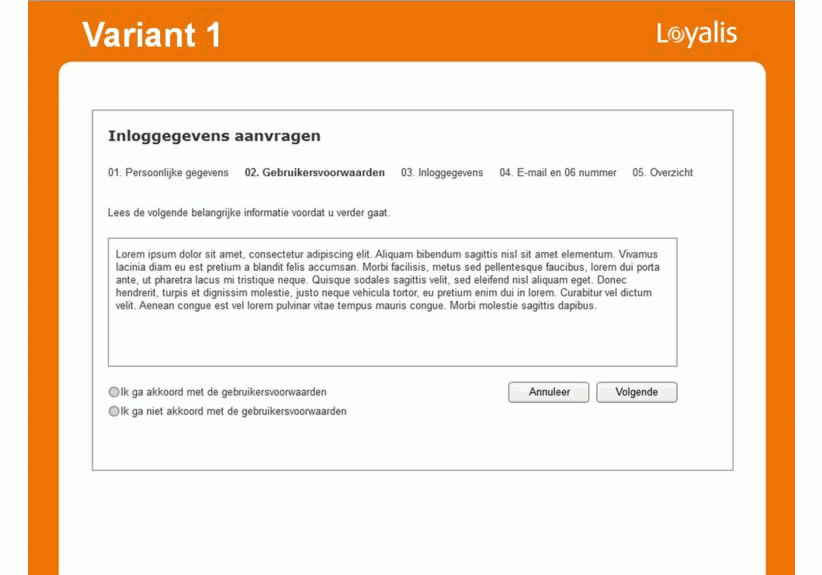 Variant 1
Loyalis
Inloggegevens aanvragen
01. Persoonlijke gegevens 02. Gebruikersvoorwaarden 03. Inloggegevens 04. E-mail en 06 nummer 05. Overzicht
Lees de volgende belangrijke informatie voordat u verder gaat.
Lorem ipsum dolor sit amet, consectetur adipiscing elit. Aliquam bibendum sagittis nisl sit amet elementum. Vivamus
lacinia diam eu est pretium a blandit felis accumsan. Morbi facilisis, metus sed pellentesque faucibus, lorem dui porta
ante, ut pharetra lacus mi tristique neque. Quisque sodales sagittis velit, sed eleifend nisl aliquam eget. Donec
hendrerit, turpis et dignissim molestie, justo neque vehicula tortor, eu pretium enim dui in lorem. Curabitur vel dictum
velit. Aenean congue est vel lorem pulvinar vitae tempus mauris congue. Morbi molestie sagittis dapibus.
Ik ga akkoord met de gebruikersvoorwaarden
Annuleer Volgende
Ik ga niet akkoord met de gebruikersvoorwaarden